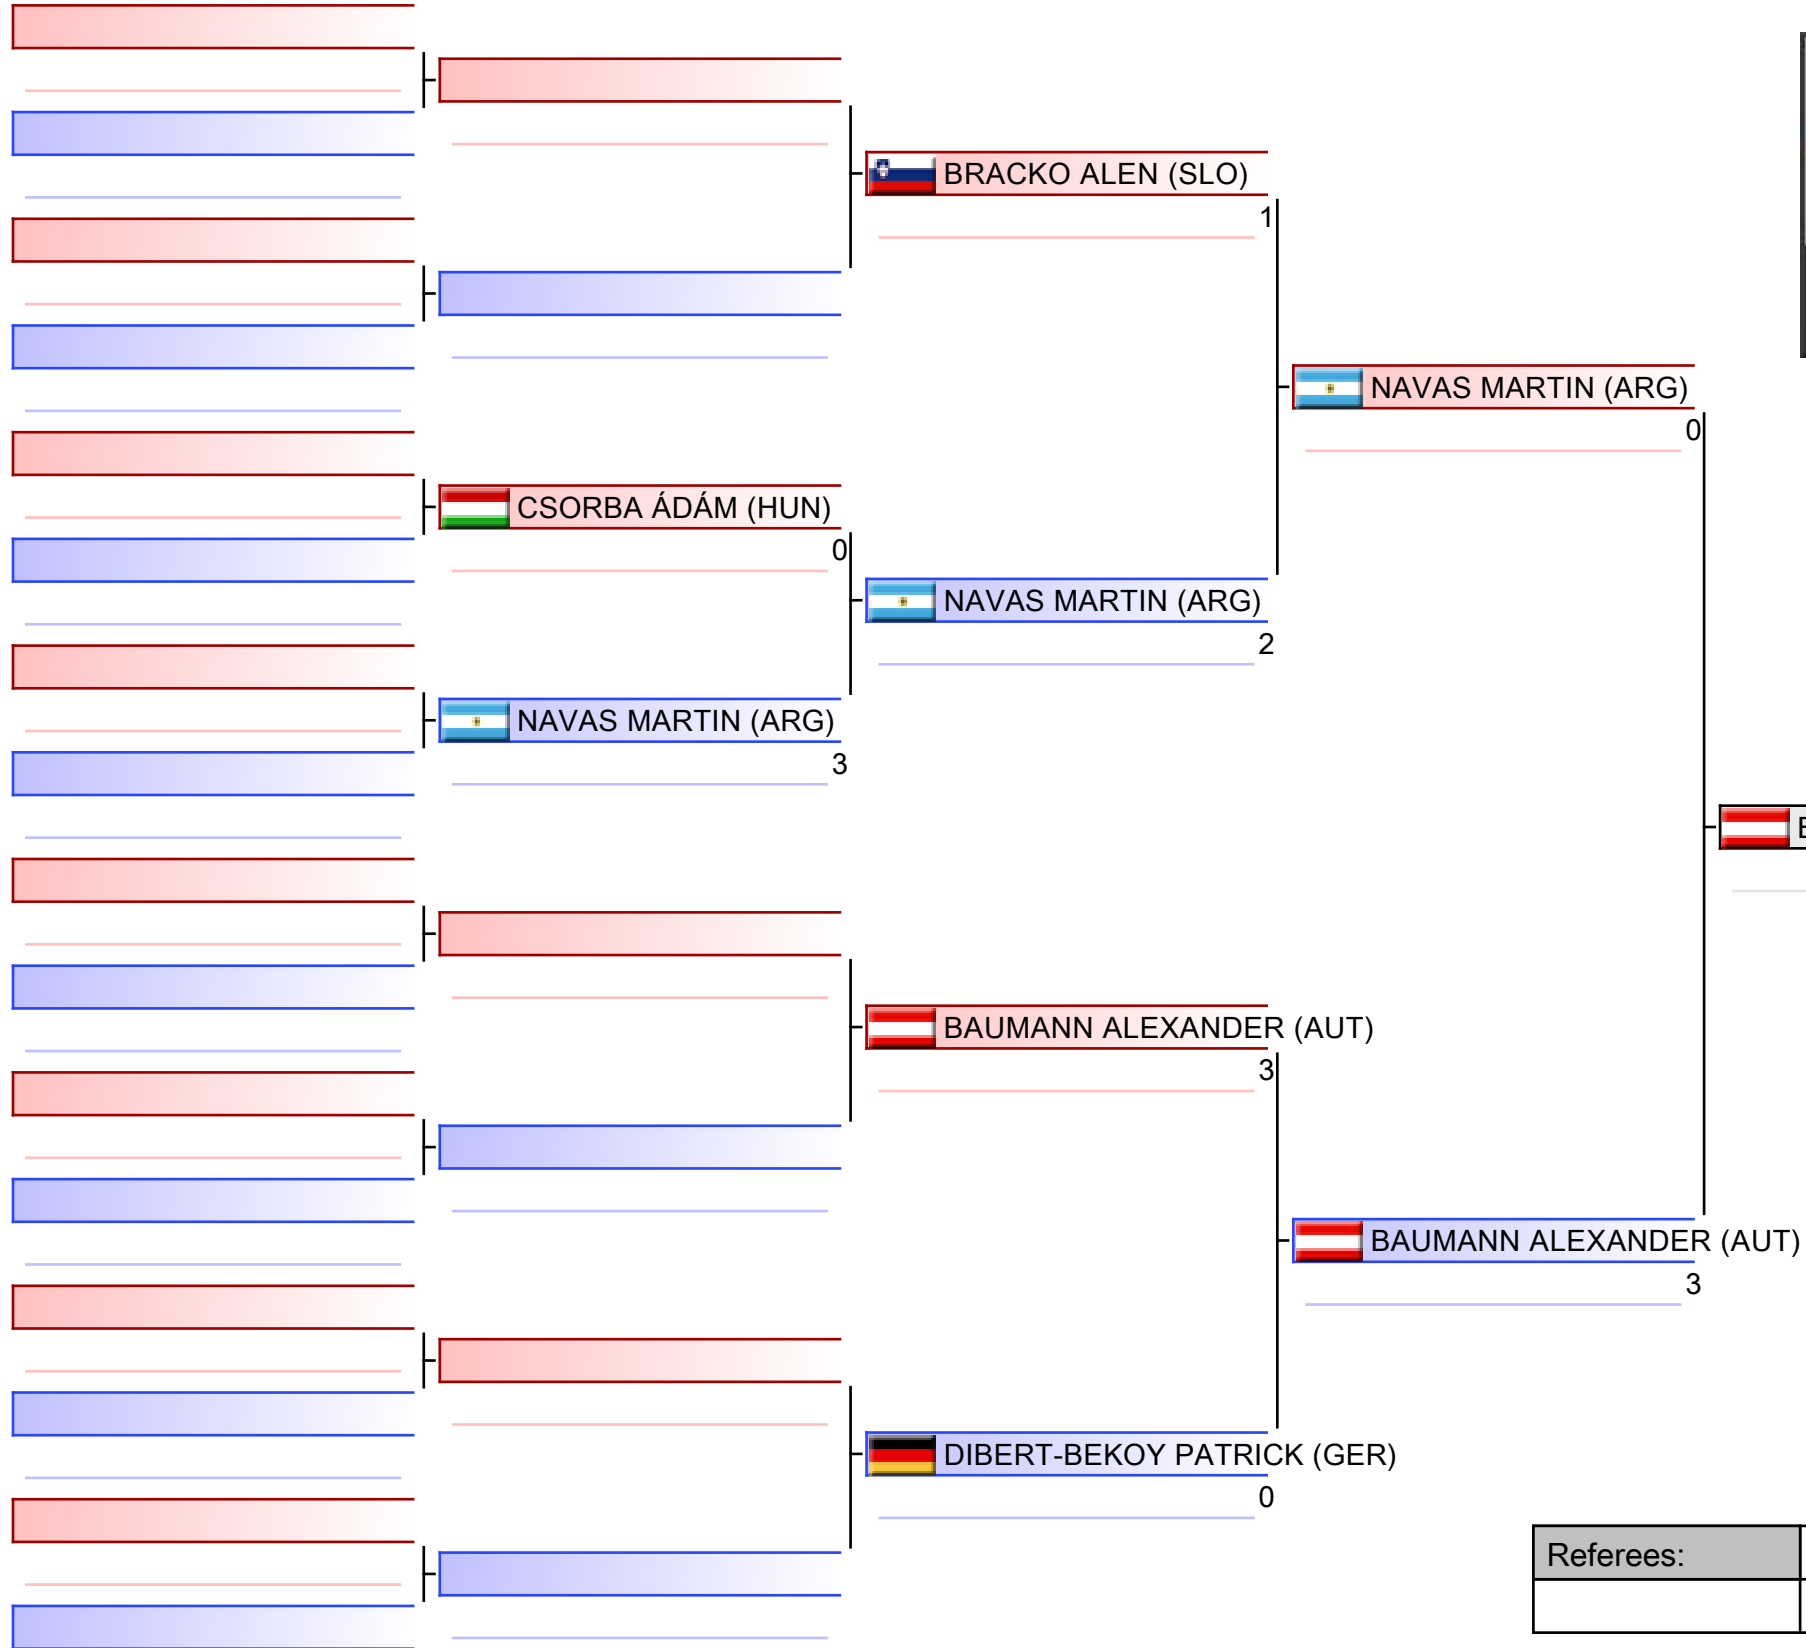 BRACKO ALEN (SLO)
1
NAVAS MARTIN (ARG)
0
CSORBA ÁDÁM (HUN)
0
NAVAS MARTIN (ARG)
2
NAVAS MARTIN (ARG)
3
BAUMANN ALEXANDER (AUT)
3
BAUMANN ALEXANDER (AUT)
3
DIBERT-BEKOY PATRICK (GER)
0
Referees: